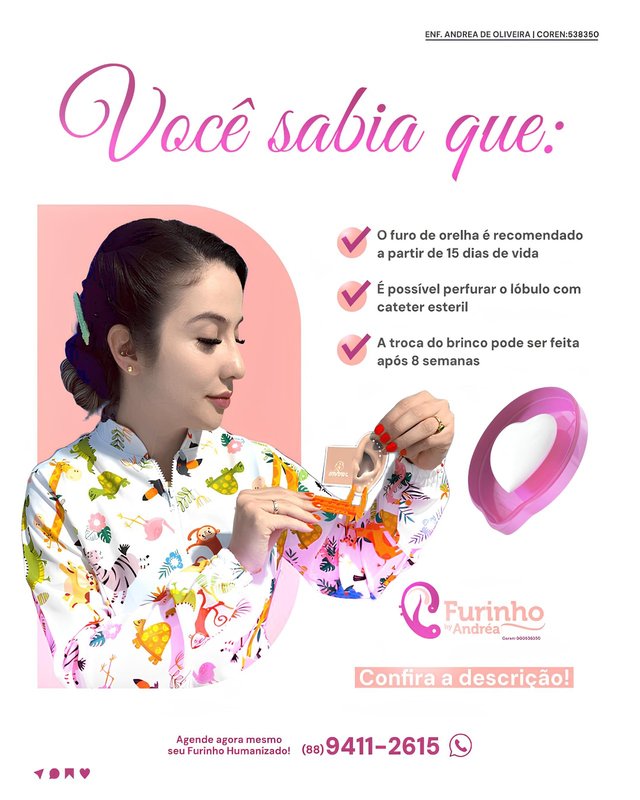 ENF. ANDREA DE OLIVEIRA | COREN:538350
Você sabia que:
O furo de orelha é recomendado
a partir de 15 dias de vida
É possível perfurar o lóbulo com
cateter esteril
A troca do brinco pode ser feita
após 8 semanas
Furinho
by Andréa
Confira a descrição!
Agende agora mesmo
seu Furinho Humanizado!
(88) 9411-2615